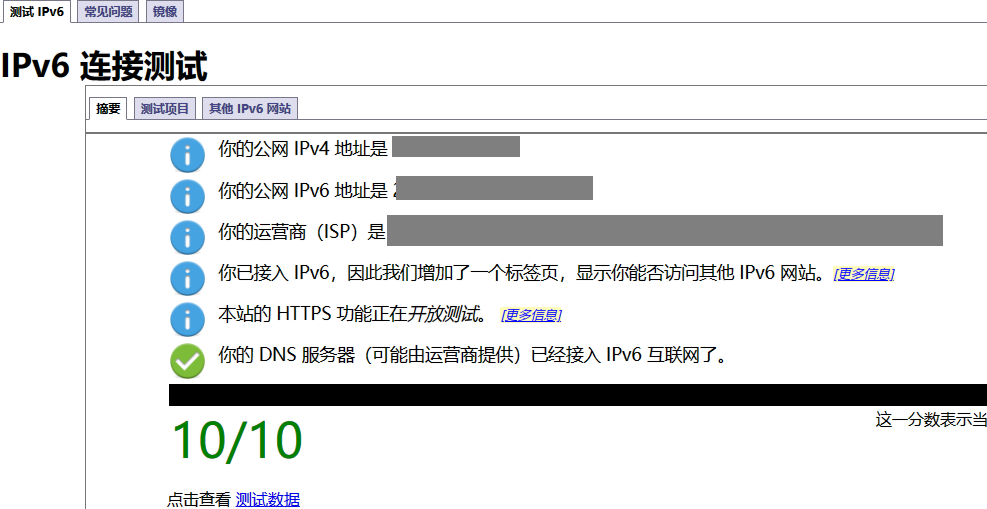 测试 IPv6 常见问题 镜像
IPv6 连接测试
摘要 测试项目 其他 IPv6 网站
你的公网 IPv4 地址是
你的公网 IPv6 地址是
你的运营商（ISP）是
你已接入 IPv6，因此我们增加了一个标签页，显示你能否访问其他 IPv6 网站。 [更多信息]
本站的 HTTPS 功能正在开放测试。 [更多信息]
你的 DNS 服务器（可能由运营商提供）已经接入 IPv6 互联网了。
这一分数表示当
10/10
点击查看 测试数据